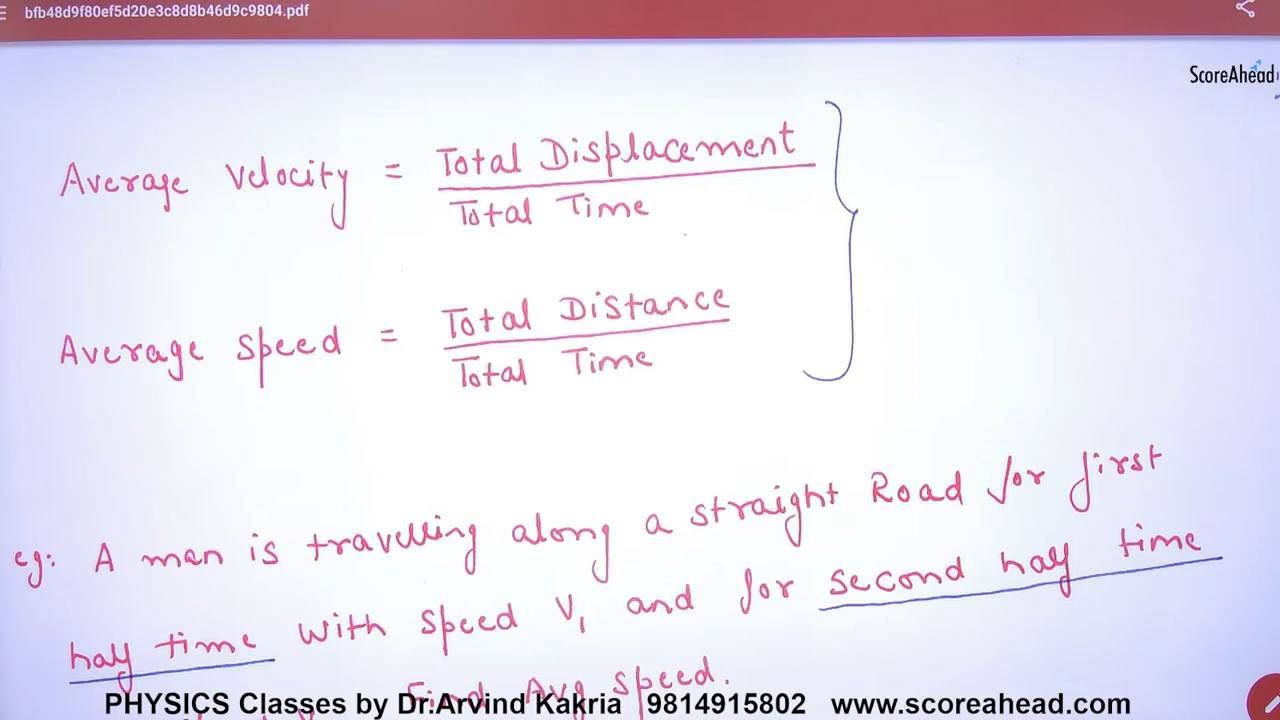 bfb48d9f80ef5d20e3c8d8b46d9c9804.pdf
ScoreAhead
Average Velocity = Total Displacement
Total Time
Average Speed = Total Distance
Total Time
eg: A man is travelling along a straight Road for first
half time with speed V₁ and for second half time
Find Avg speed.
PHYSICS Classes by Dr.Arvind Kakria 9814915802 www.scoreahead.com